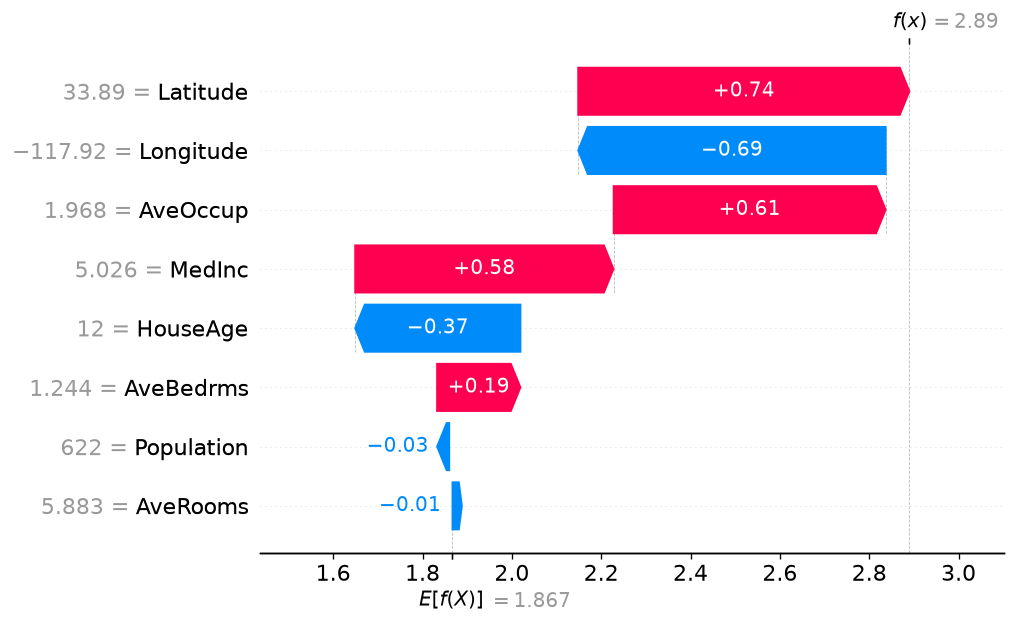 f(x) = 2.89
33.89 = Latitude +0.74
−117.92 = Longitude −0.69
1.968 = AveOccup +0.61
5.026 = MedInc +0.58
12 = HouseAge −0.37
1.244 = AveBedrms +0.19
622 = Population −0.03
5.883 = AveRooms −0.01
1.6 1.8 2.0 2.2 2.4 2.6 2.8 3.0
E[f(X)] = 1.867